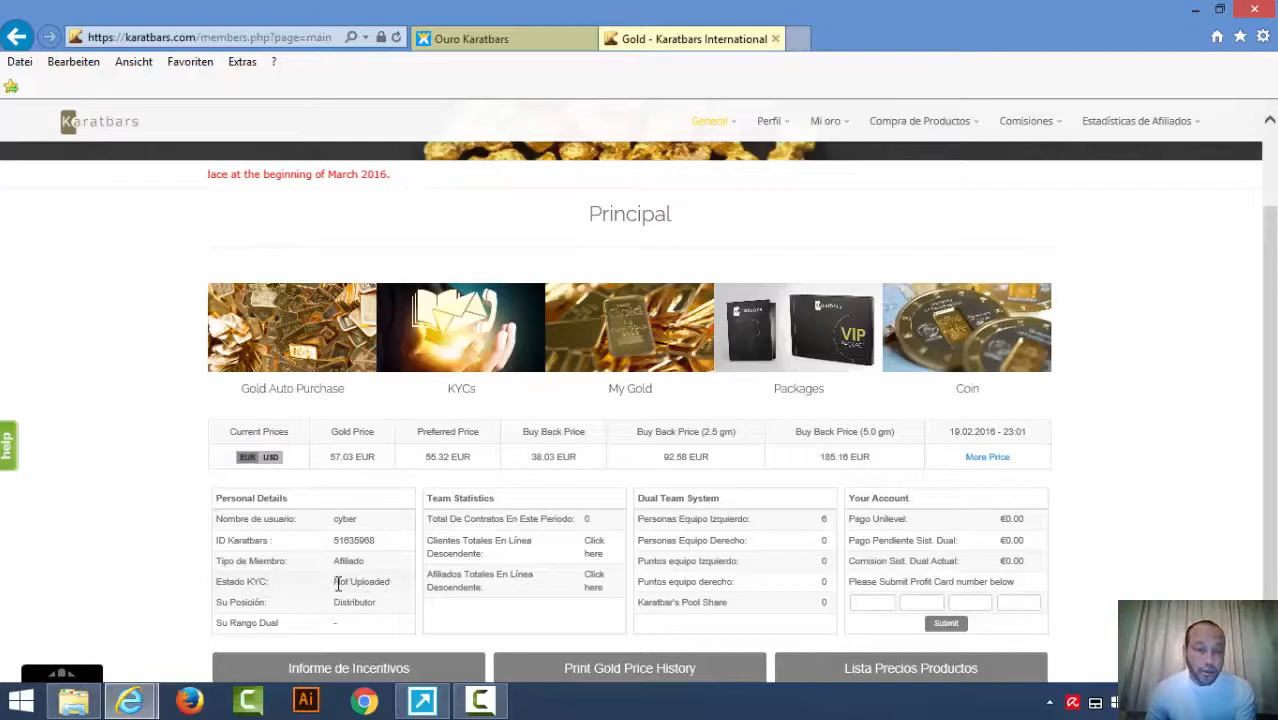 https://karatbars.com/members.php?page=main
Ouro Karatbars
Gold - Karatbars International
Datei Bearbeiten Ansicht Favoriten Extras ?
Karatbars
General Perfil Mi oro Compra de Productos Comisiones Estadísticas de Afiliados
lace at the beginning of March 2016.
Principal
Gold
VIP
PACKAGE
Gold Auto Purchase KYCs My Gold Packages Coin
Current Prices Gold Price Preferred Price Buy Back Price Buy Back Price (2.5 gm) Buy Back Price (5.0 gm) 19.02.2016 - 23:01
EUR USD 57.03 EUR 55.32 EUR 38.03 EUR 92.58 EUR 185.16 EUR More Price
Personal Details
Nombre de usuario: cyber
ID Karatbars : 51635968
Tipo de Miembro: Afiliado
Estado KYC: Not Uploaded
Su Posición: Distributor
Su Rango Dual -
Team Statistics
Total De Contratos En Este Periodo: 0
Clientes Totales En Línea Click
Descendente: here
Afiliados Totales En Línea Click
Descendente: here
Dual Team System
Personas Equipo Izquierdo: 6
Personas Equipo Derecho: 0
Puntos equipo Izquierdo: 0
Puntos equipo derecho: 0
Karatbar's Pool Share 0
Your Account
Pago Unilevel: €0.00
Pago Pendiente Sist. Dual: €0.00
Comision Sist. Dual Actual: €0.00
Please Submit Profit Card number below
Submit
Informe de Incentivos Print Gold Price History Lista Precios Productos
help
Ai